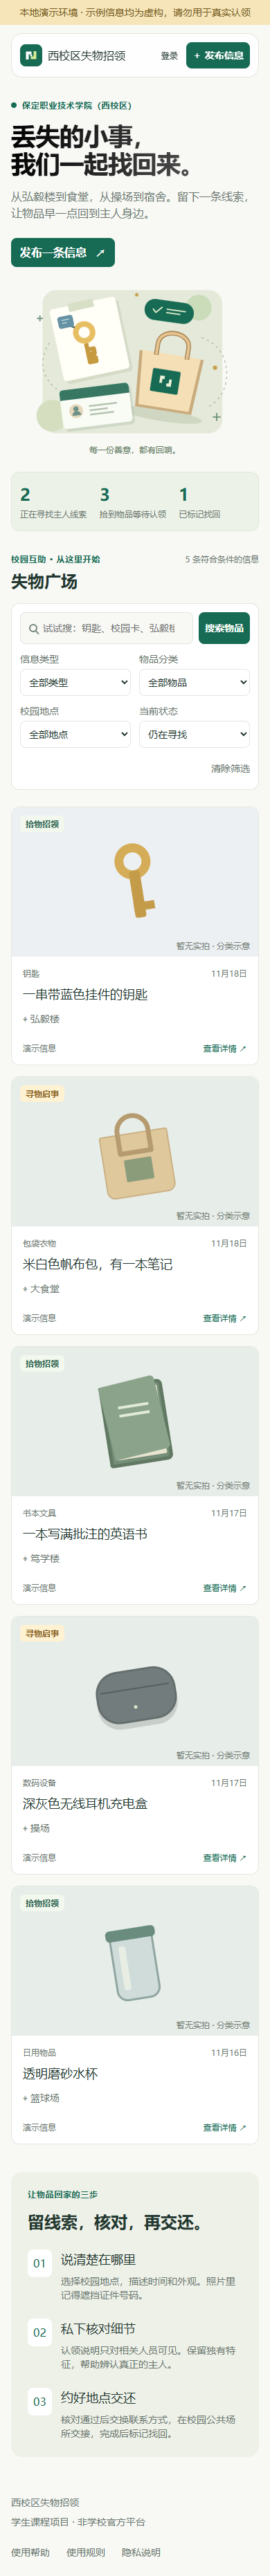 本地演示环境 · 示例信息均为虚构，请勿用于真实认领
西校区失物招领
登录
+ 发布信息
保定职业技术学院（西校区）
丢失的小事，
我们一起找回来。
从弘毅楼到食堂，从操场到宿舍。留下一条线索，
让物品早一点回到主人身边。
发布一条信息 ↗
每一份善意，都有回响。
2
正在寻找主人线索
3
拾到物品等待认领
1
已标记找回
校园互助 • 从这里开始
5 条符合条件的信息
失物广场
试试搜：钥匙、校园卡、弘毅楼
搜索物品
信息类型
物品分类
全部类型
全部物品
校园地点
当前状态
全部地点
仍在寻找
清除筛选
拾物招领
暂无实拍 · 分类示意
钥匙
11月18日
一串带蓝色挂件的钥匙
⌖ 弘毅楼
演示信息
查看详情 ↗
寻物启事
暂无实拍 · 分类示意
包袋衣物
11月18日
米白色帆布包，有一本笔记
⌖ 大食堂
演示信息
查看详情 ↗
拾物招领
暂无实拍 · 分类示意
书本文具
11月17日
一本写满批注的英语书
⌖ 笃学楼
演示信息
查看详情 ↗
寻物启事
暂无实拍 · 分类示意
数码设备
11月17日
深灰色无线耳机充电盒
⌖ 操场
演示信息
查看详情 ↗
拾物招领
暂无实拍 · 分类示意
日用物品
11月16日
透明磨砂水杯
⌖ 篮球场
演示信息
查看详情 ↗
让物品回家的三步
留线索，核对，再交还。
01
说清楚在哪里
选择校园地点，描述时间和外观。照片里
记得遮挡证件号码。
02
私下核对细节
认领说明只对相关人员可见。保留独有特
征，帮助辨认真正的主人。
03
约好地点交还
核对通过后交换联系方式，在校园公共场
所交接，完成后标记找回。
西校区失物招领
学生课程项目 · 非学校官方平台
使用帮助
使用规则
隐私说明